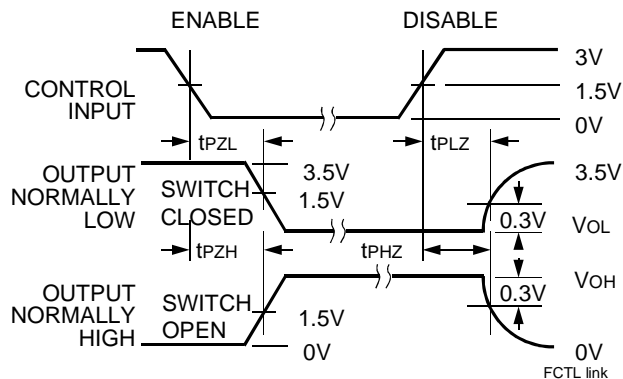 ENABLE
DISABLE
CONTROL
INPUT
3V
1.5V
0V
tPZL
tPLZ
OUTPUT
NORMALLY
LOW
SWITCH
CLOSED
3.5V
1.5V
3.5V
0.3V
VOL
tPZH
tPHZ
OUTPUT
NORMALLY
HIGH
SWITCH
OPEN
1.5V
0V
VOH
0.3V
0V
FCTL link